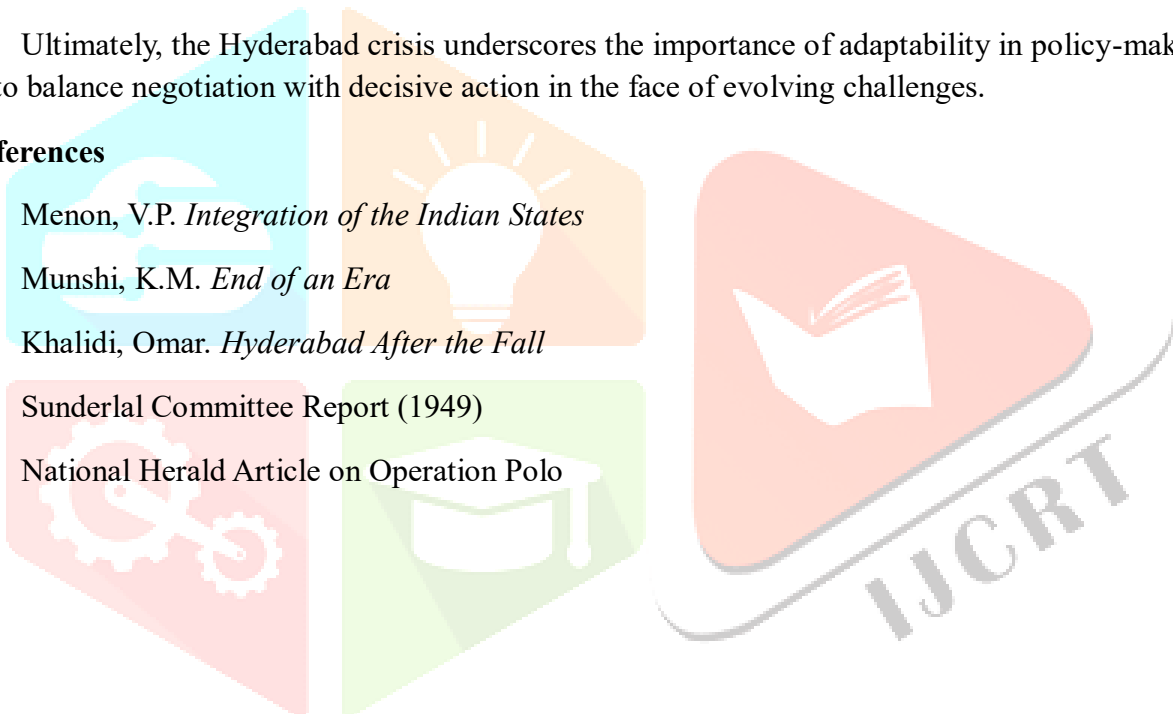 Ultimately, the Hyderabad crisis underscores the importance of adaptability in policy-mak
to balance negotiation with decisive action in the face of evolving challenges.
ferences
Menon, V.P. Integration of the Indian States
Munshi, K.M. End of an Era
Khalidi, Omar. Hyderabad After the Fall
Sunderlal Committee Report (1949)
National Herald Article on Operation Polo
IJCRT